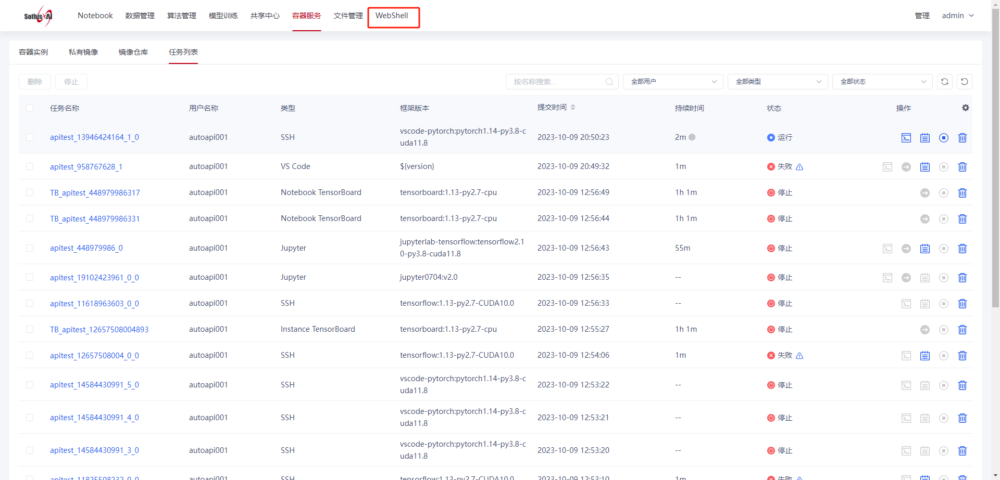 SothisAI Notebook 数据管理 算法管理 模型训练 共享中心 容器服务 文件管理 WebShell 管理 admin
容器实例 私有镜像 镜像仓库 任务列表
删除 停止 按名称搜索... 全部用户 全部类型 全部状态
任务名称 用户名称 类型 框架版本 提交时间 持续时间 状态 操作
apitest_13946424164_1_0 autoapi001 SSH vscode-pytorch:pytorch1.14-py3.8-c 2023-10-09 20:50:23 2m 运行
uda11.8
apitest_958767628_1 autoapi001 VS Code ${version} 2023-10-09 20:49:32 1m 失败
TB_apitest_448979986317 autoapi001 Notebook TensorBoard tensorboard:1.13-py2.7-cpu 2023-10-09 12:56:49 1h 1m 停止
TB_apitest_448979986331 autoapi001 Notebook TensorBoard tensorboard:1.13-py2.7-cpu 2023-10-09 12:56:44 1h 1m 停止
apitest_448979986_0 autoapi001 Jupyter jupyterlab-tensorflow:tensorflow2.1 2023-10-09 12:56:43 55m 停止
0-py3.8-cuda11.8
apitest_19102423961_0_0 autoapi001 Jupyter jupyter0704:v2.0 2023-10-09 12:56:35 -- 停止
apitest_11618963603_0_0 autoapi001 SSH tensorflow:1.13-py2.7-CUDA10.0 2023-10-09 12:56:33 -- 停止
TB_apitest_12657508004893 autoapi001 Instance TensorBoard tensorboard:1.13-py2.7-cpu 2023-10-09 12:55:27 1h 1m 停止
apitest_12657508004_0_0 autoapi001 SSH tensorflow:1.13-py2.7-CUDA10.0 2023-10-09 12:54:06 1m 失败
apitest_14584430991_5_0 autoapi001 SSH vscode-pytorch:pytorch1.14-py3.8-c 2023-10-09 12:53:22 -- 停止
uda11.8
apitest_14584430991_4_0 autoapi001 SSH vscode-pytorch:pytorch1.14-py3.8-c 2023-10-09 12:53:21 -- 停止
uda11.8
apitest_14584430991_3_0 autoapi001 SSH vscode-pytorch:pytorch1.14-py3.8-c 2023-10-09 12:53:20 -- 停止
uda11.8
apitest_11825508232_0_0 autoapi001 SSH tensorflow:1.13-py2.7-CUDA10.0 2023-10-09 12:53:10 1m 失败